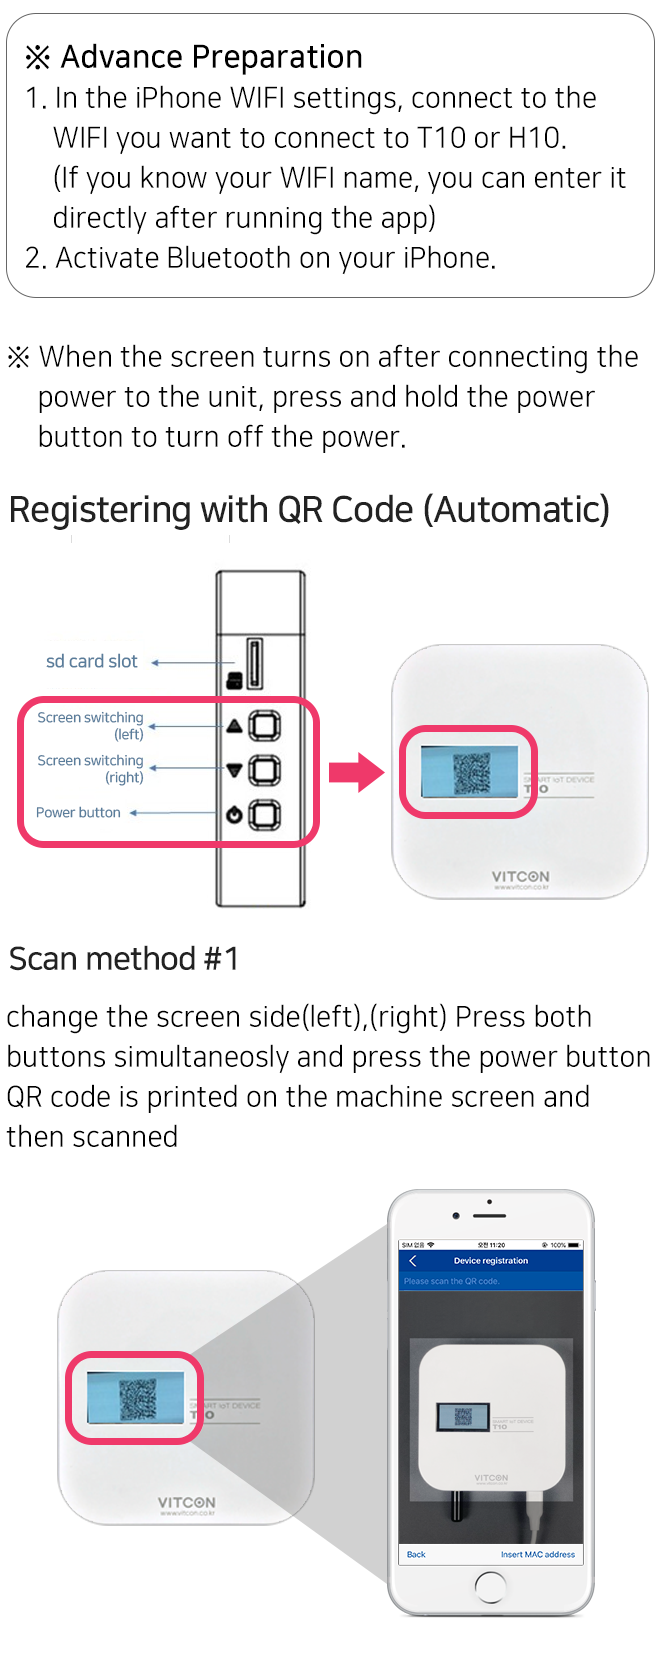 ※ Advance Preparation
1. In the iPhone WIFI settings, connect to the
WIFI you want to connect to T10 or H10.
(If you know your WIFI name, you can enter it
directly after running the app)
2. Activate Bluetooth on your iPhone.
※ When the screen turns on after connecting the
power to the unit, press and hold the power
button to turn off the power.
Registering with QR Code (Automatic)
sd card slot
Screen switching
(left)
Screen switching
(right)
Power button
SMART IoT DEVICE
T10
VITCON
www.vitcon.co.kr
Scan method #1
change the screen side(left),(right) Press both
buttons simultaneosly and press the power button
QR code is printed on the machine screen and
then scanned
SMART IoT DEVICE
T10
VITCON
www.vitcon.co.kr
SIM 없음 오전 11:20 100%
Device registration
Please scan the QR code.
SMART IoT DEVICE
T10
VITCON
www.vitcon.co.kr
Back Insert MAC address